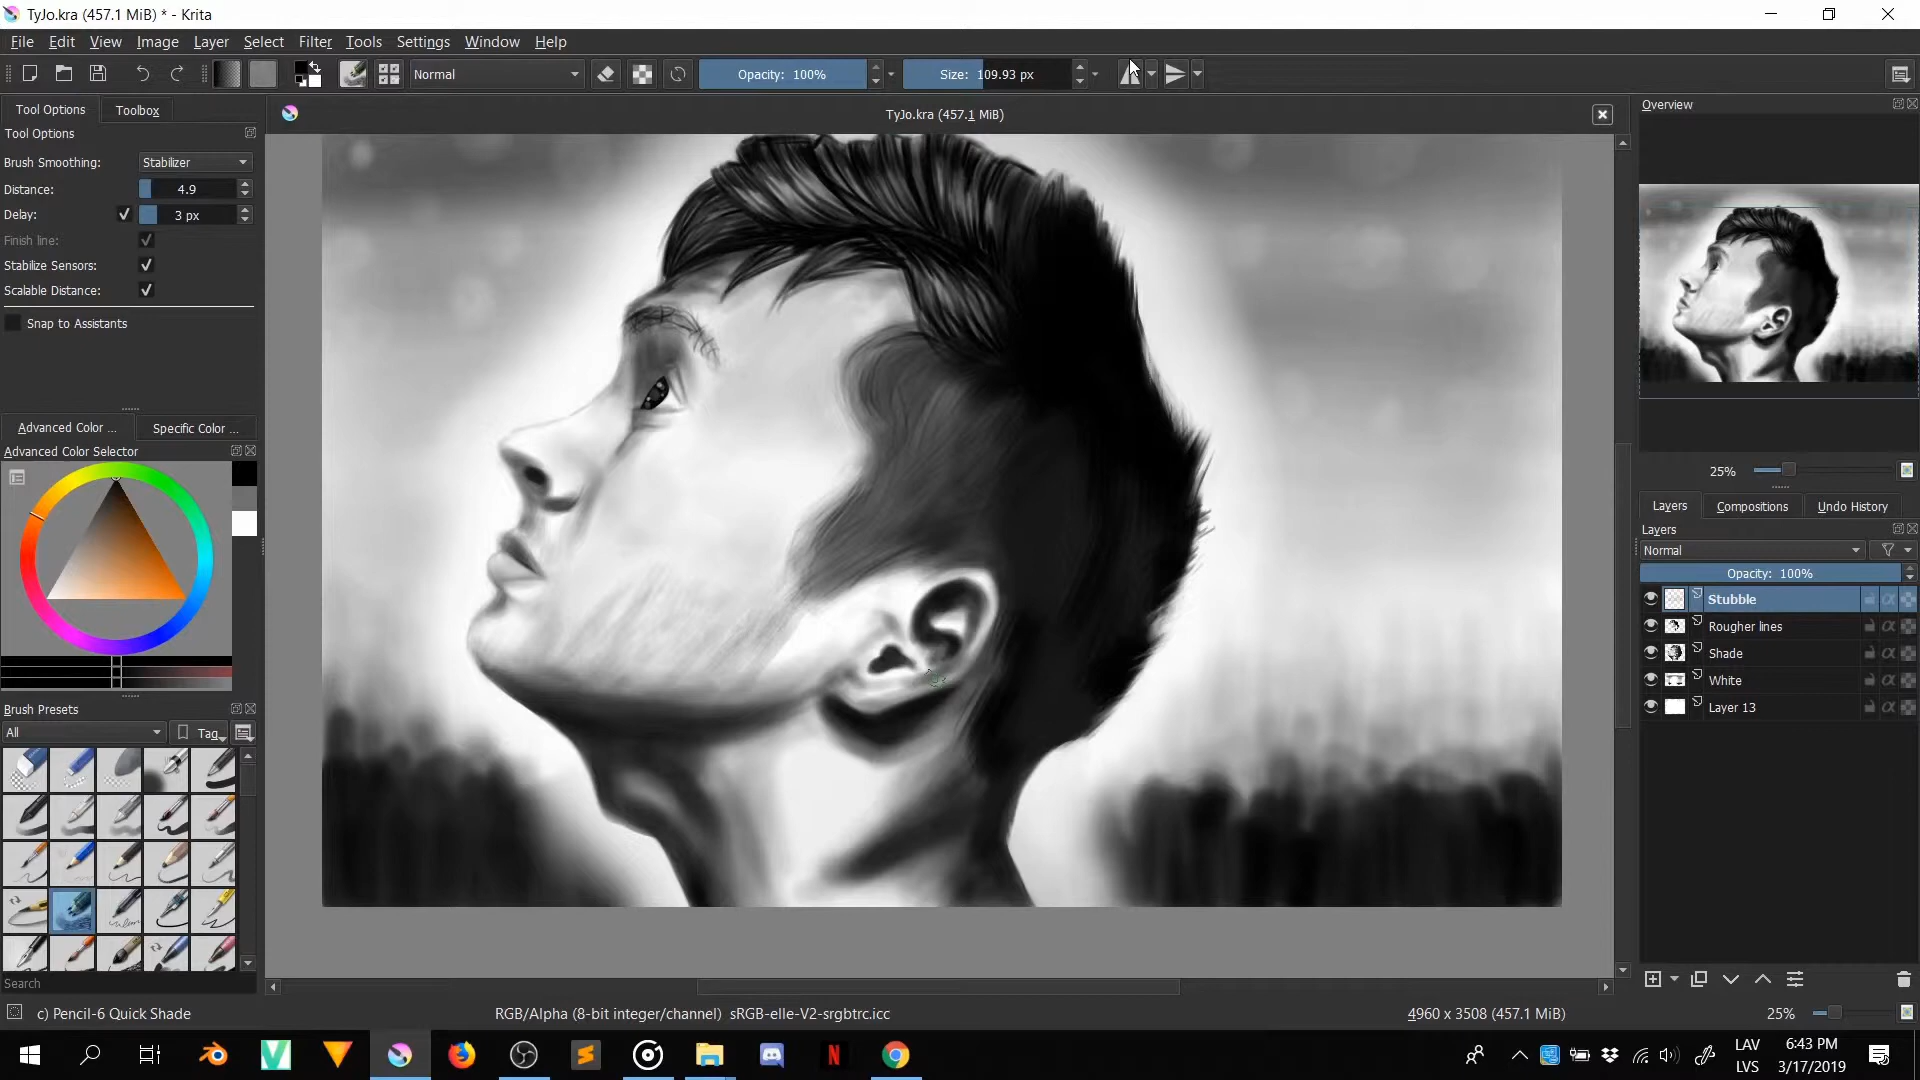 TyJo.kra (457.1 MiB) * - Krita
File Edit View Image Layer Filter Tools Settings Window Help
Normal Opacity: 100% Size: 109.93 px
Tool Options Toolbox
TyJo.kra (457.1 MiB)
Overview
Tool Options
Brush Smoothing: Stabilizer
Distance: 4.9
Delay: 3 px
Finish line:
Stabilize Sensors:
Scalable Distance:
Snap to Assistants
Advanced Color ... Specific Color ...
Advanced Color Selector
25%
Layers Compositions Undo History
Layers
Normal
Opacity: 100%
Stubble
Rougher lines
Shade
White
Layer 13
Brush Presets
All Tag
Search
c) Pencil-6 Quick Shade
RGB/Alpha (8-bit integer/channel) sRGB-elle-V2-srgbtrc.icc
4960 x 3508 (457.1 MiB)
25%
LAV
LVS
6:43 PM
3/17/2019